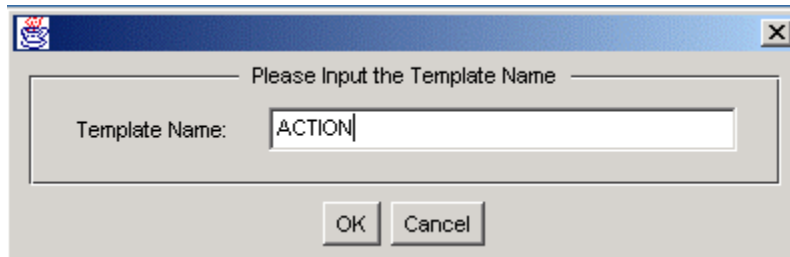 Please Input the Template Name
Template Name: ACTION
OK Cancel